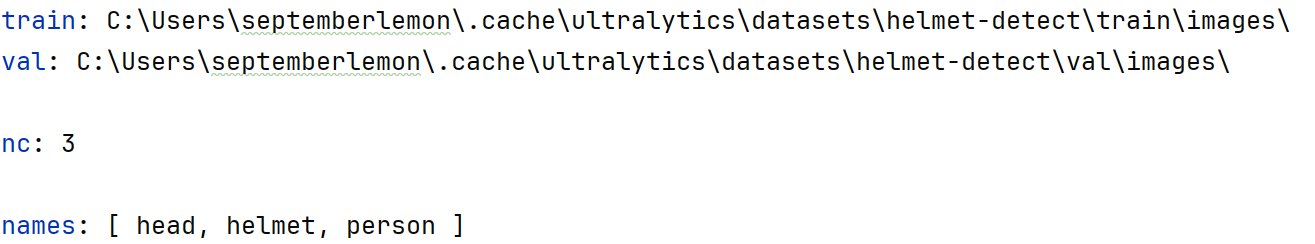 train: C:\Users\septemberlemon\.cache\ultralytics\datasets\helmet-detect\train\images\
val: C:\Users\septemberlemon\.cache\ultralytics\datasets\helmet-detect\val\images\
nc: 3
names: [ head, helmet, person ]